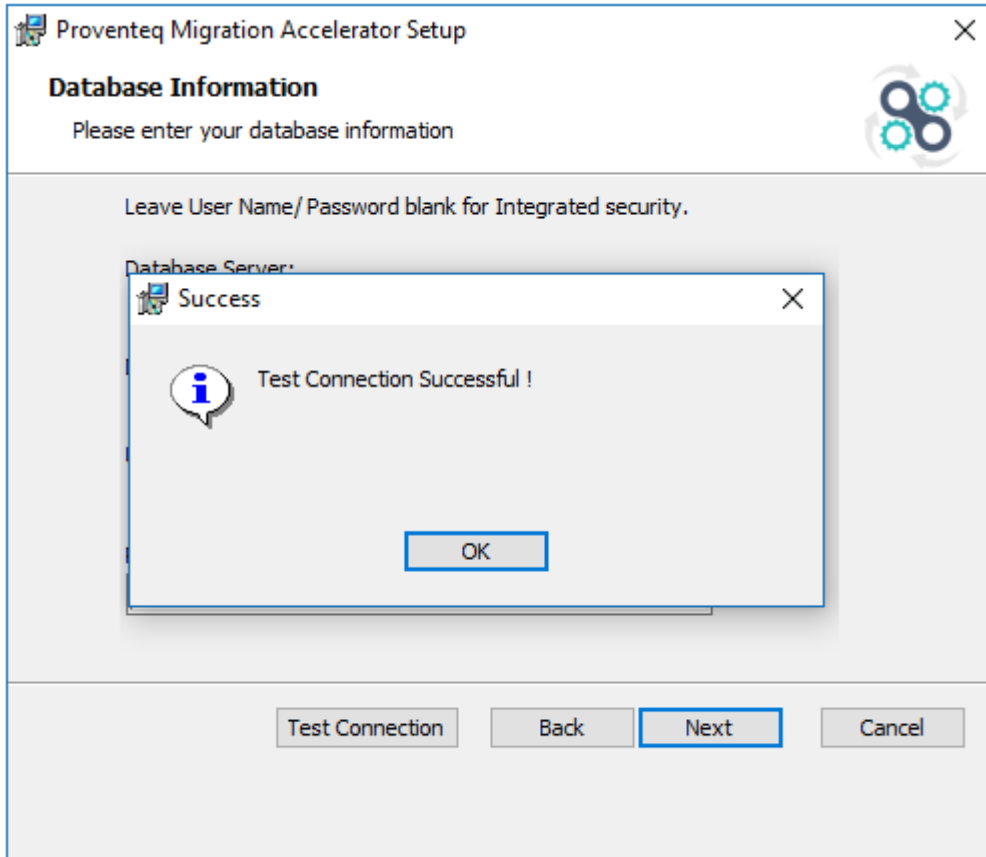 Proventeq Migration Accelerator Setup
Database Information
Please enter your database information
Leave User Name/ Password blank for Integrated security.
Database Server:
Success
Test Connection Successful !
OK
Test Connection
Back
Next
Cancel